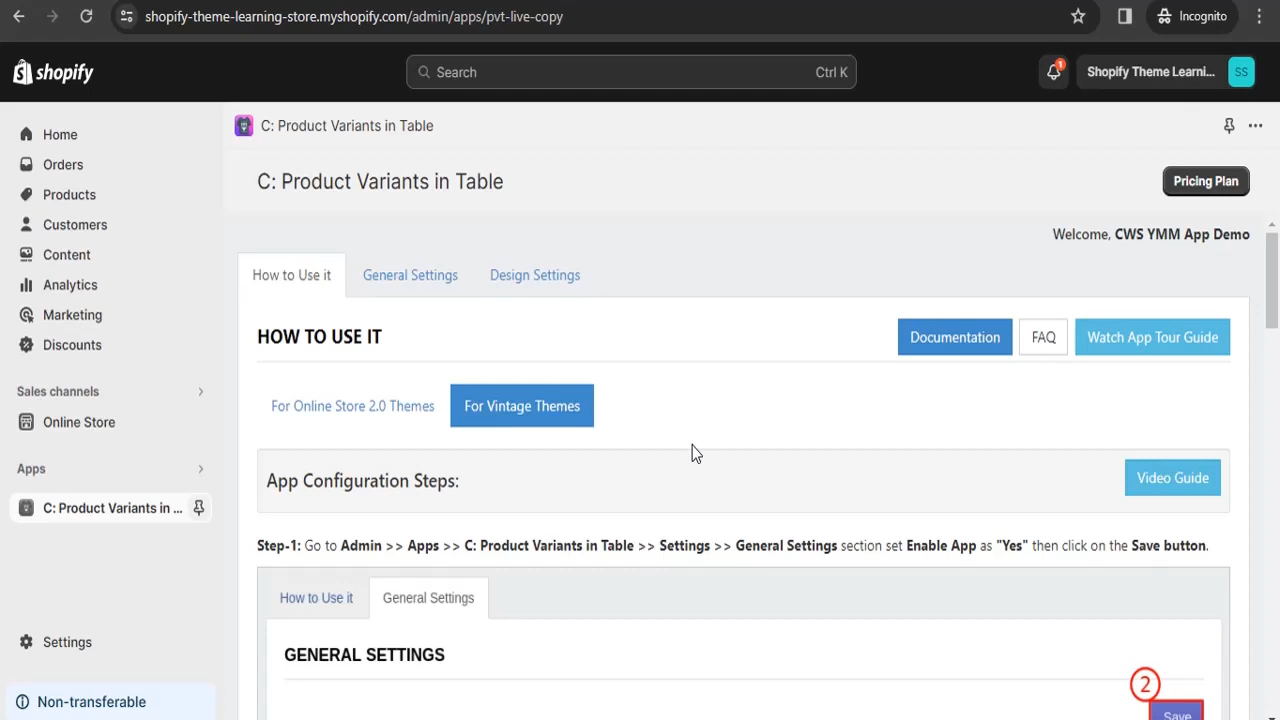 shopify-theme-learning-store.myshopify.com/admin/apps/pvt-live-copy
Incognito
shopify
Search
Ctrl K
1
Shopify Theme Learni...
SS
Home
Orders
Products
Customers
Content
Analytics
Marketing
Discounts
Sales channels
Online Store
Apps
C: Product Variants in ...
Settings
Non-transferable
C: Product Variants in Table
C: Product Variants in Table
Pricing Plan
Welcome, CWS YMM App Demo
How to Use it
General Settings
Design Settings
HOW TO USE IT
Documentation
FAQ
Watch App Tour Guide
For Online Store 2.0 Themes
For Vintage Themes
App Configuration Steps:
Video Guide
Step-1: Go to Admin >> Apps >> C: Product Variants in Table >> Settings >> General Settings section set Enable App as "Yes" then click on the Save button.
How to Use it
General Settings
GENERAL SETTINGS
2
Save